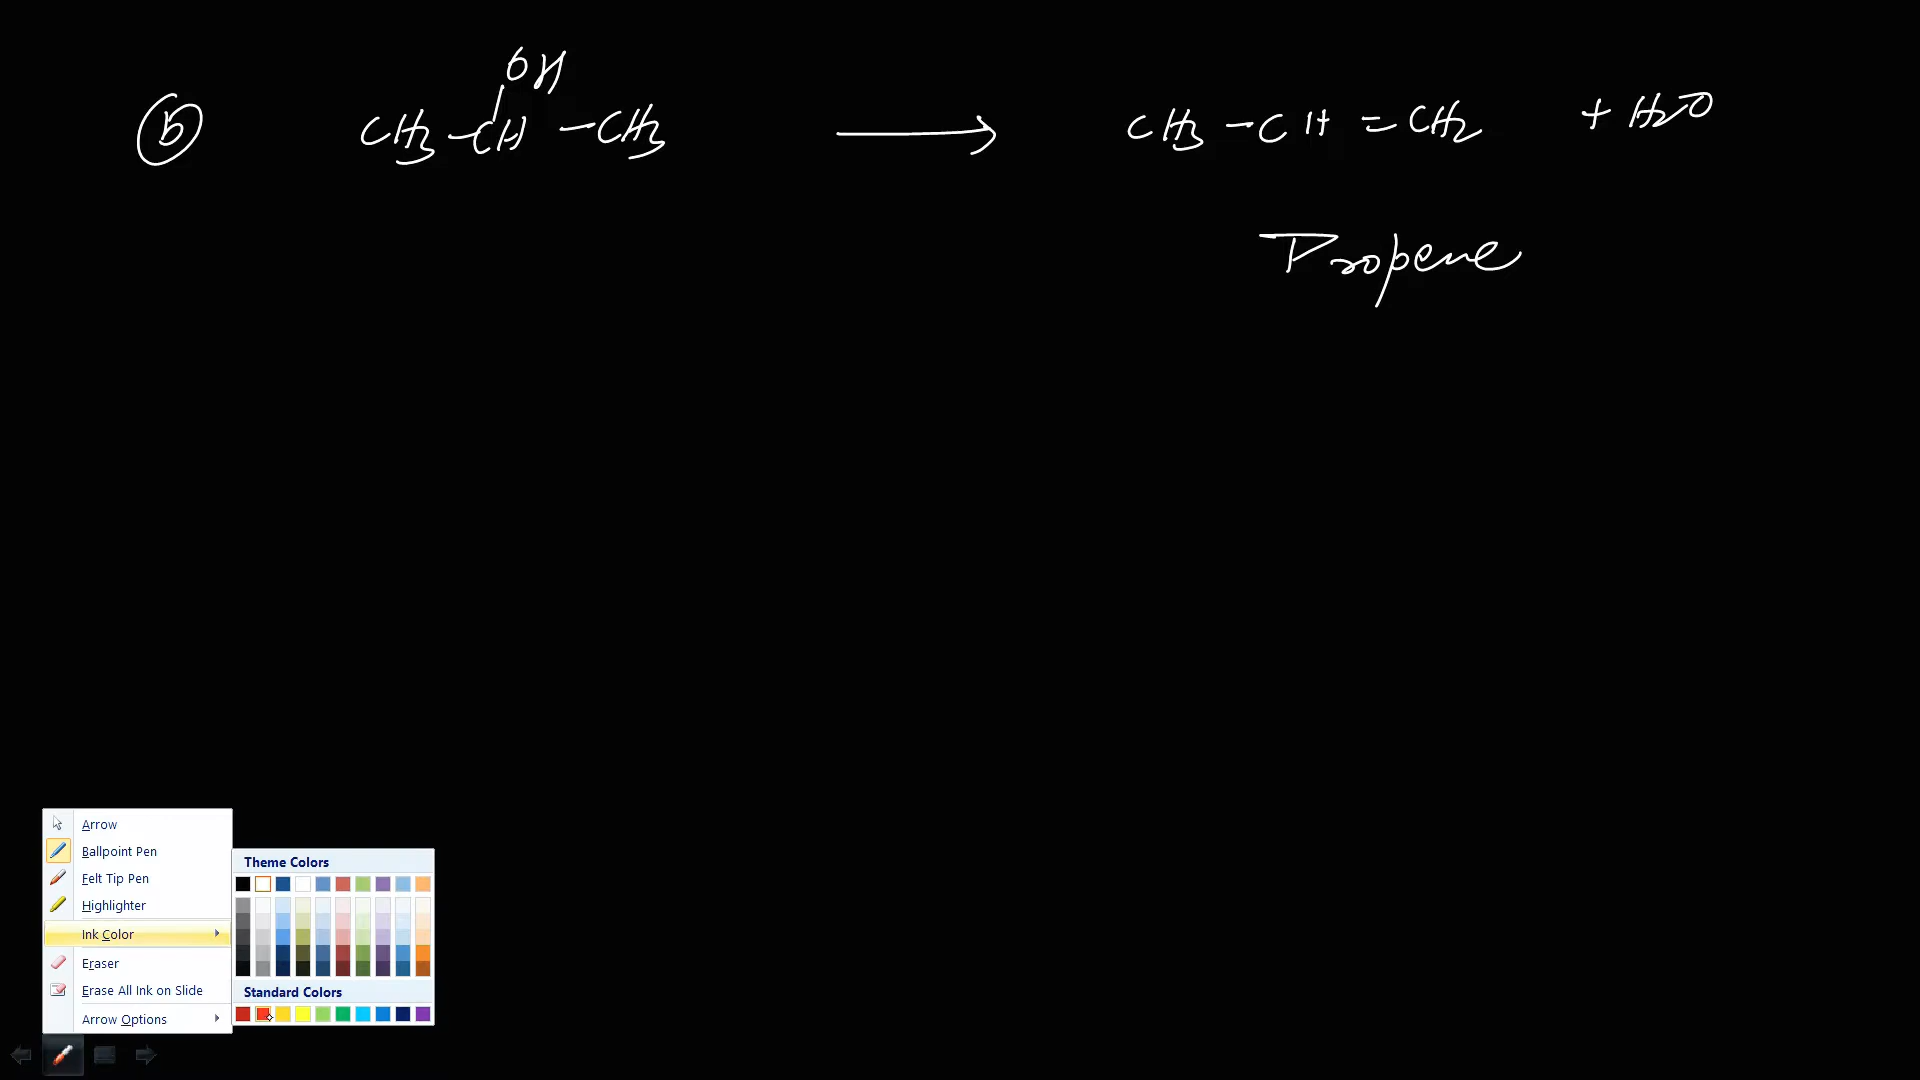 OH
(b) CH3-CH-CH3 → CH3-CH=CH2 + H2O
Propene
Arrow
Ballpoint Pen
Felt Tip Pen
Highlighter
Ink Color
Eraser
Erase All Ink on Slide
Arrow Options
Theme Colors
Standard Colors